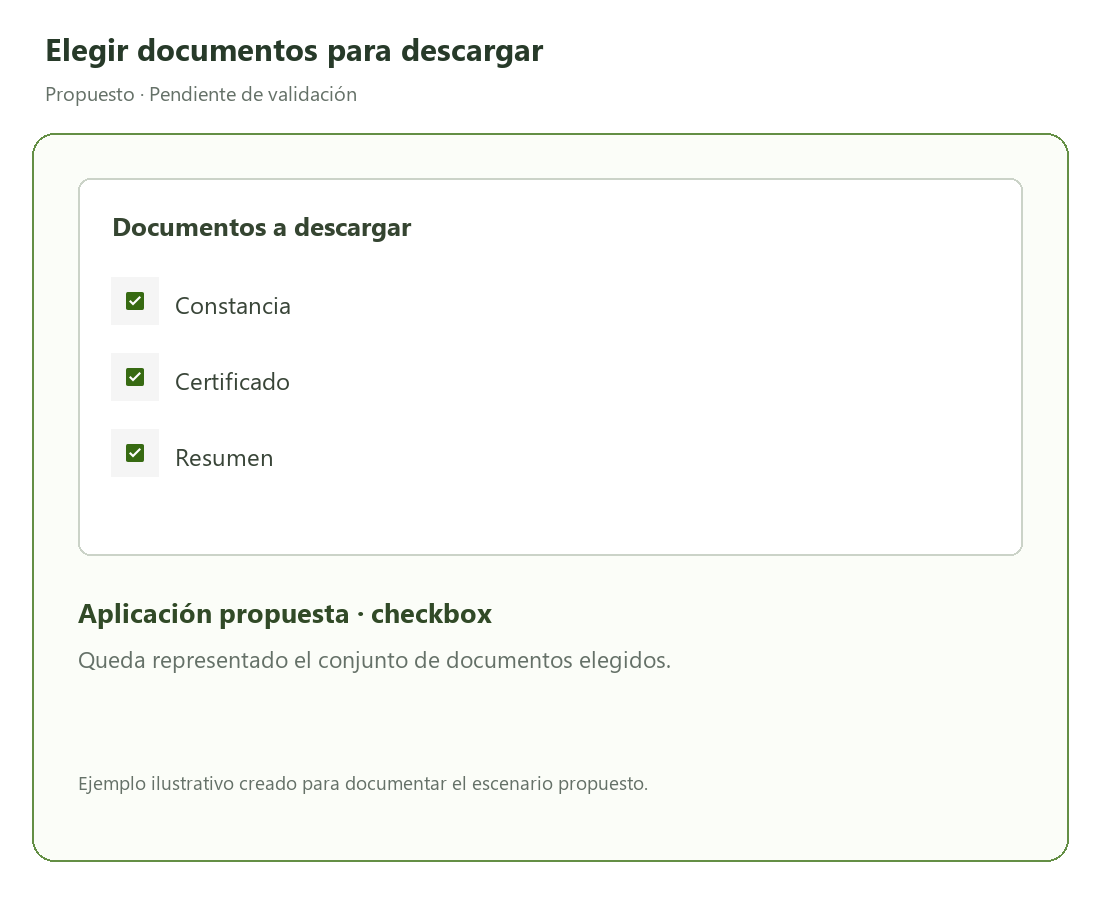 Elegir documentos para descargar
Propuesto · Pendiente de validación
Documentos a descargar
Constancia
Certificado
Resumen
Aplicación propuesta · checkbox
Queda representado el conjunto de documentos elegidos.
Ejemplo ilustrativo creado para documentar el escenario propuesto.